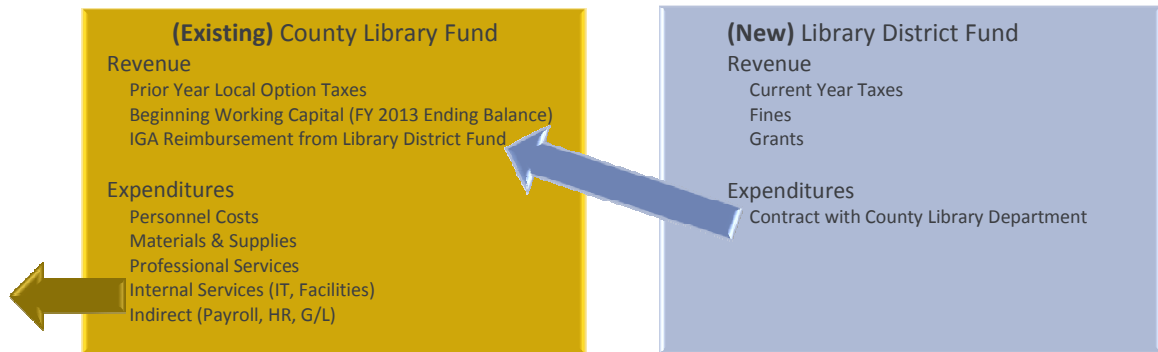 (Existing) County Library Fund
Revenue
Prior Year Local Option Taxes
Beginning Working Capital (FY 2013 Ending Balance)
IGA Reimbursement from Library District Fund
Expenditures
Personnel Costs
Materials & Supplies
Professional Services
Internal Services (IT, Facilities)
Indirect (Payroll, HR, G/L)
(New) Library District Fund
Revenue
Current Year Taxes
Fines
Grants
Expenditures
Contract with County Library Department